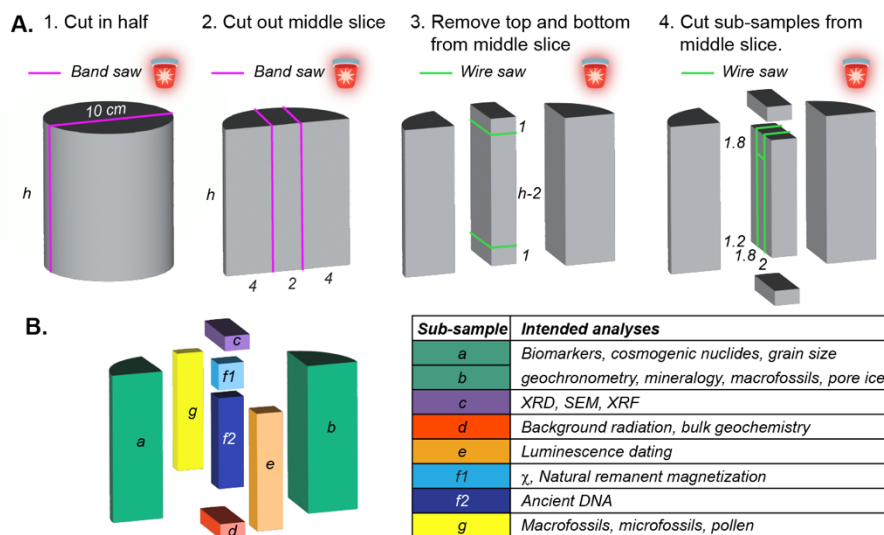 A. 1. Cut in half
Band saw
10 cm
h
2. Cut out middle slice
Band saw
h
4 2 4
3. Remove top and bottom
from middle slice
Wire saw
1
h-2
1
4. Cut sub-samples from
middle slice.
Wire saw
1.8
1.2
1.8
2
B.
a
g
c
f1
f2
d
e
b
Sub-sample Intended analyses
a Biomarkers, cosmogenic nuclides, grain size
b geochronometry, mineralogy, macrofossils, pore ice
c XRD, SEM, XRF
d Background radiation, bulk geochemistry
e Luminescence dating
f1 χ, Natural remanent magnetization
f2 Ancient DNA
g Macrofossils, microfossils, pollen